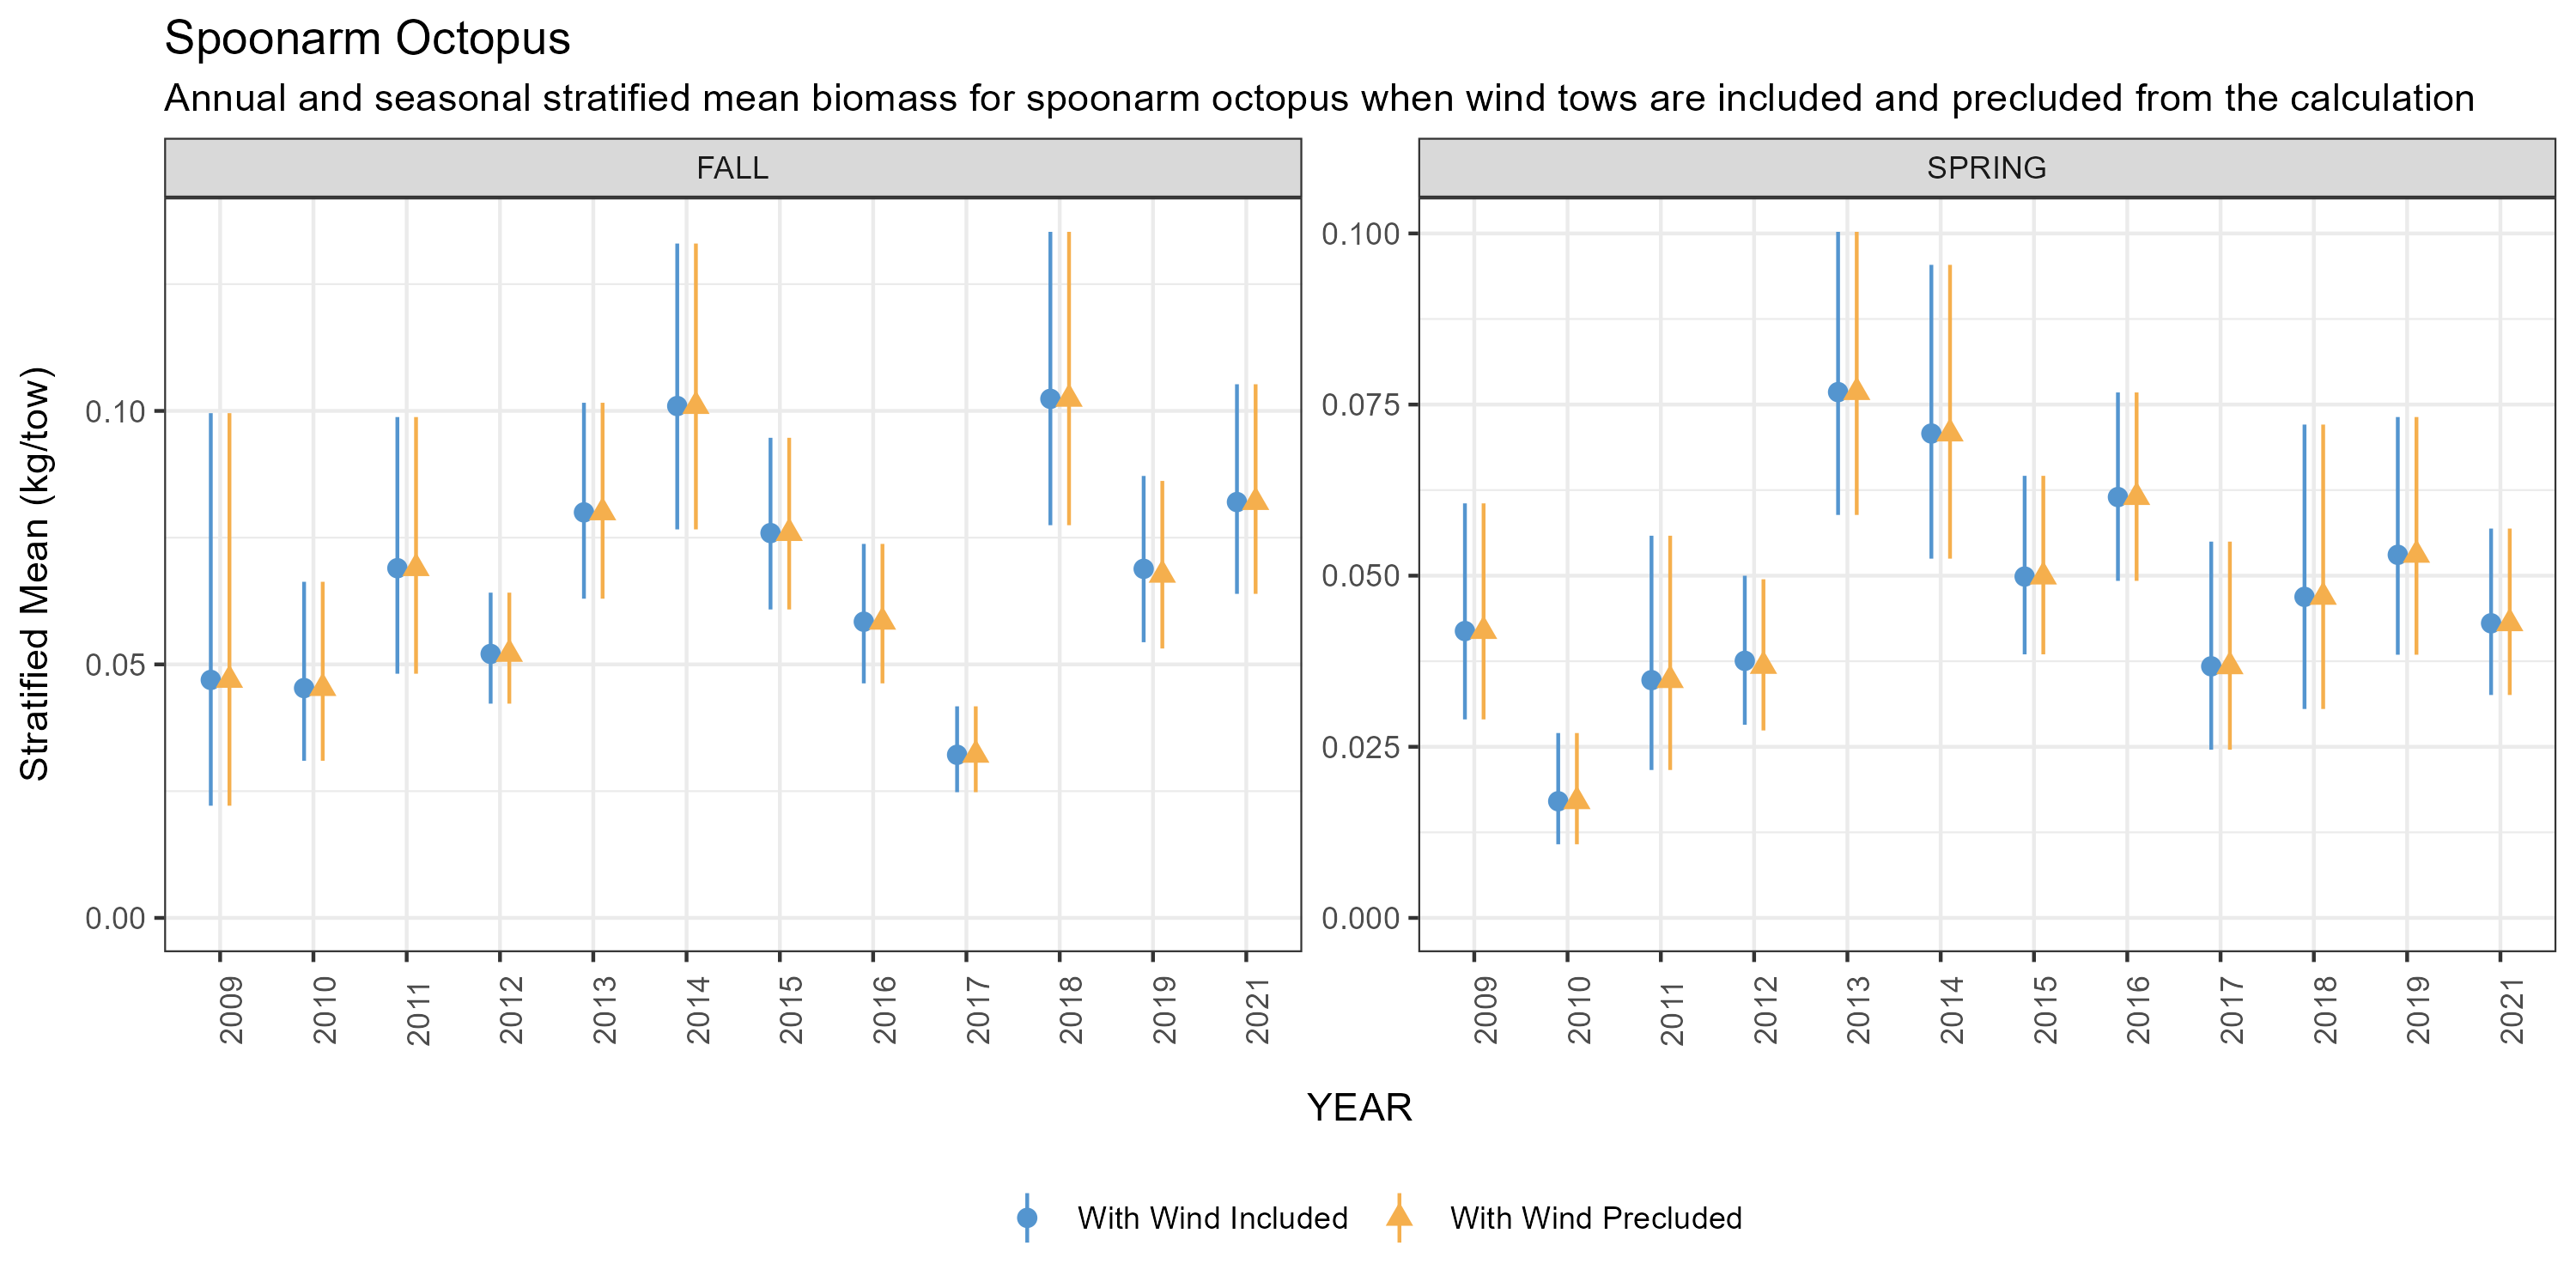 Spoonarm Octopus
Annual and seasonal stratified mean biomass for spoonarm octopus when wind tows are included and precluded from the calculation
FALL
SPRING
Stratified Mean (kg/tow)
0.10
0.05
0.00
0.100
0.075
0.050
0.025
0.000
2009 2010 2011 2012 2013 2014 2015 2016 2017 2018 2019 2021
2009 2010 2011 2012 2013 2014 2015 2016 2017 2018 2019 2021
YEAR
With Wind Included
With Wind Precluded